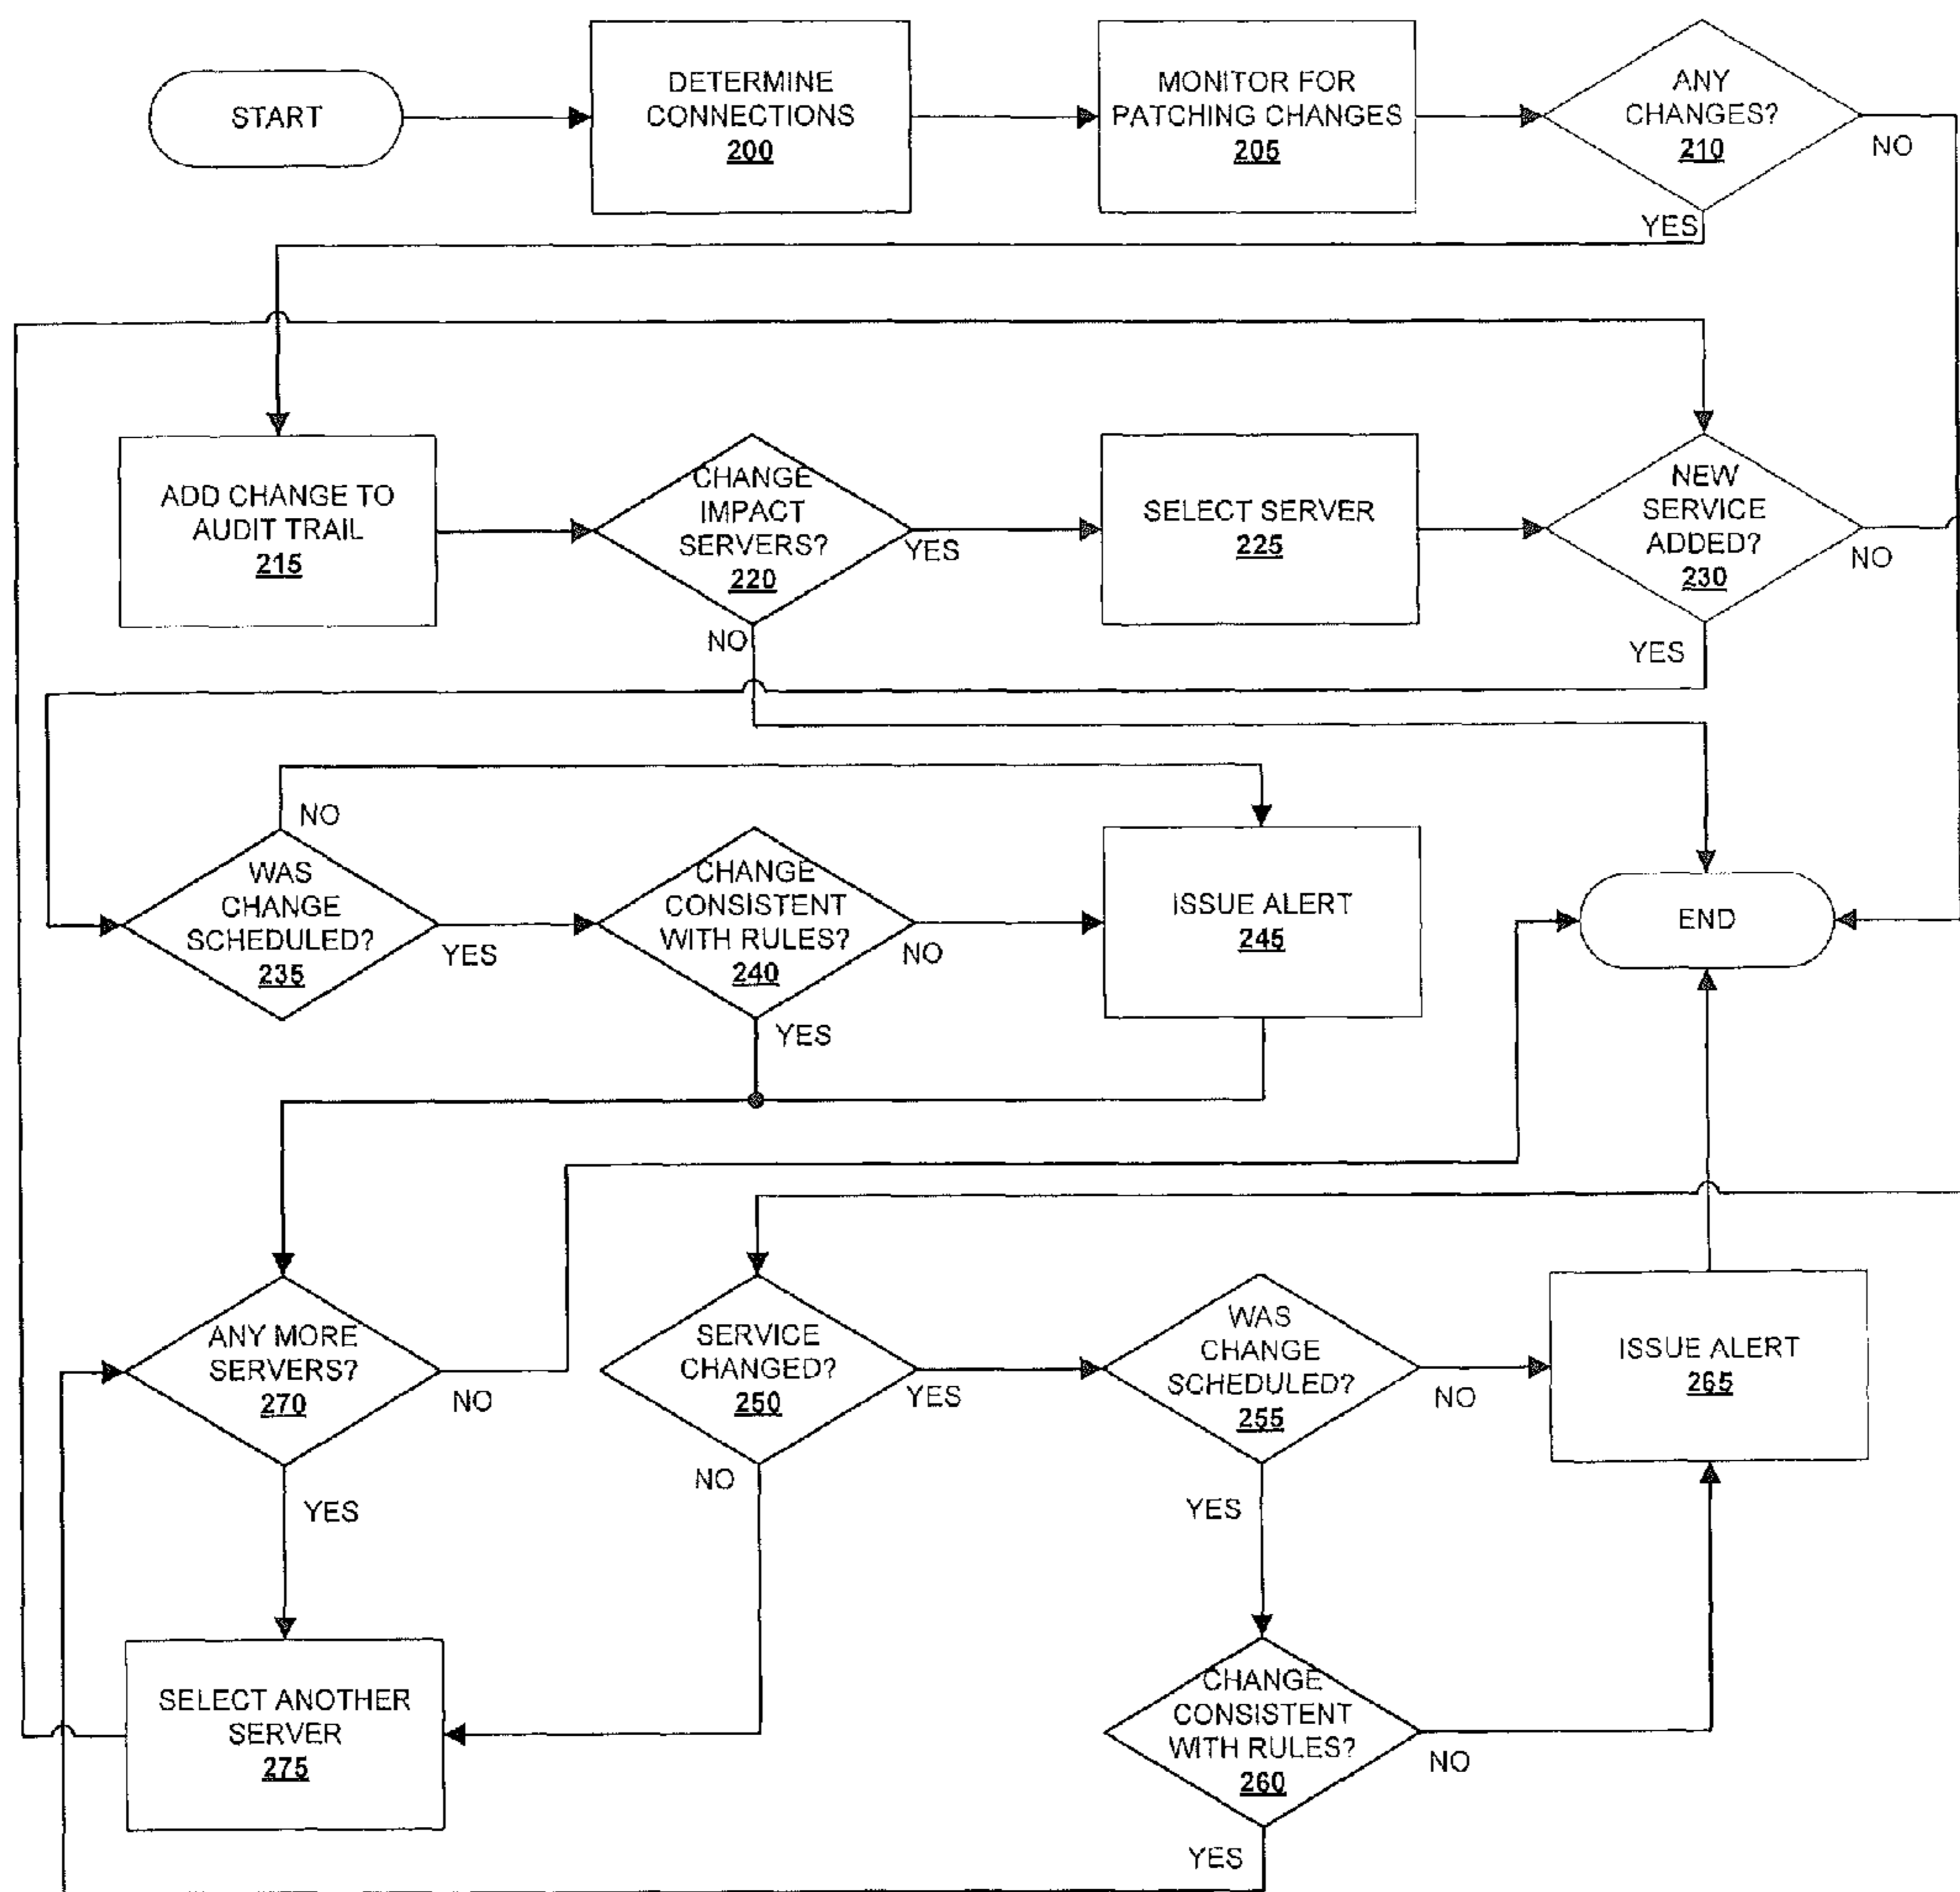 START
DETERMINE
CONNECTIONS
200
MONITOR FOR
PATCHING CHANGES
205
ANY
CHANGES?
210
NO
YES
ADD CHANGE TO
AUDIT TRAIL
215
CHANGE
IMPACT
SERVERS?
220
YES
NO
SELECT SERVER
225
NEW
SERVICE
ADDED?
230
NO
YES
NO
WAS
CHANGE
SCHEDULED?
235
YES
CHANGE
CONSISTENT
WITH RULES?
240
NO
YES
ISSUE ALERT
245
END
ANY MORE
SERVERS?
270
NO
YES
SERVICE
CHANGED?
250
YES
NO
WAS
CHANGE
SCHEDULED?
255
NO
YES
ISSUE ALERT
265
SELECT ANOTHER
SERVER
275
CHANGE
CONSISTENT
WITH RULES?
260
NO
YES